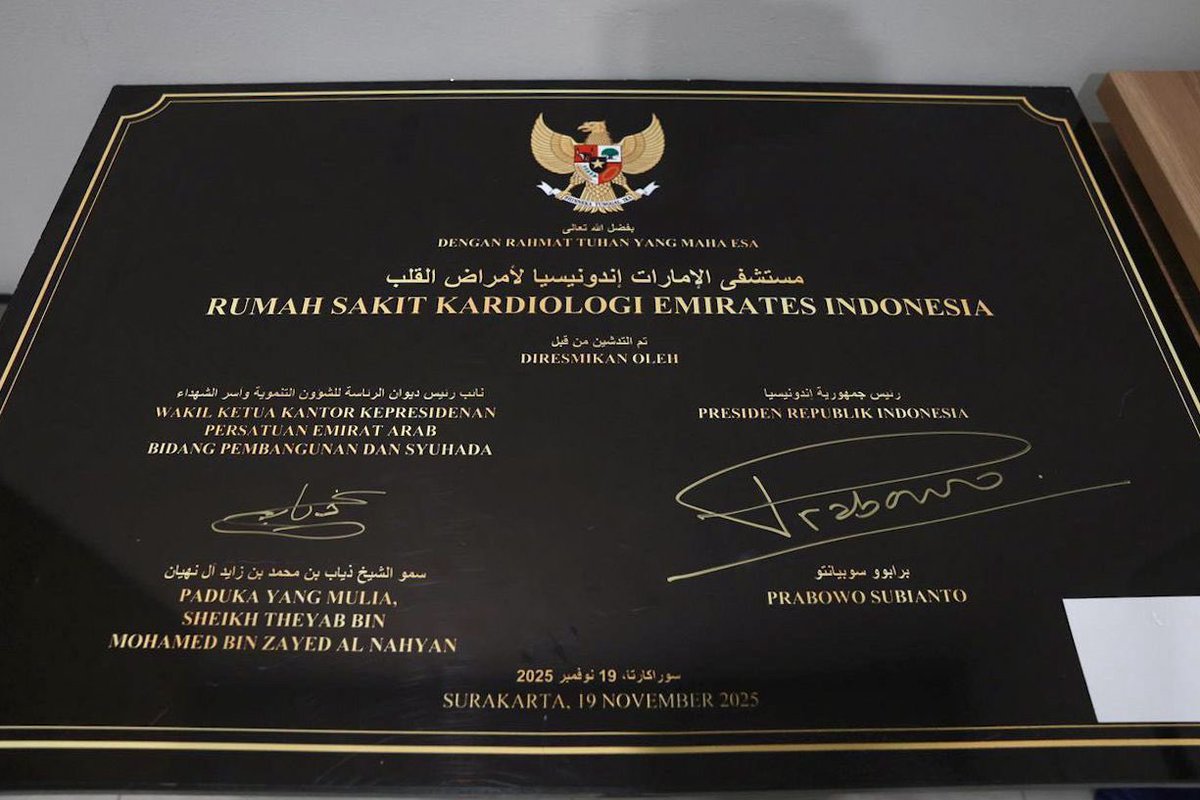 بفضل الله تعالى
DENGAN RAHMAT TUHAN YANG MAHA ESA
مستشفى الإمارات إندونيسيا لأمراض القلب
RUMAH SAKIT KARDIOLOGI EMIRATES INDONESIA
تم التدشين من قبل
DIRESMIKAN OLEH
نائب رئيس ديوان الرئاسة للشؤون التنموية واسر الشهداء
WAKIL KETUA KANTOR KEPRESIDENAN
PERSATUAN EMIRAT ARAB
BIDANG PEMBANGUNAN DAN SYUHADA
سمو الشيخ ذياب بن محمد بن زايد آل نهيان
PADUKA YANG MULIA,
SHEIKH THEYAB BIN
MOHAMED BIN ZAYED AL NAHYAN
رئيس جمهورية إندونيسيا
PRESIDEN REPUBLIK INDONESIA
Prabowo
برابوو سوبيانتو
PRABOWO SUBIANTO
سوراكارتا، 19 نوفمبر 2025
SURAKARTA, 19 NOVEMBER 2025